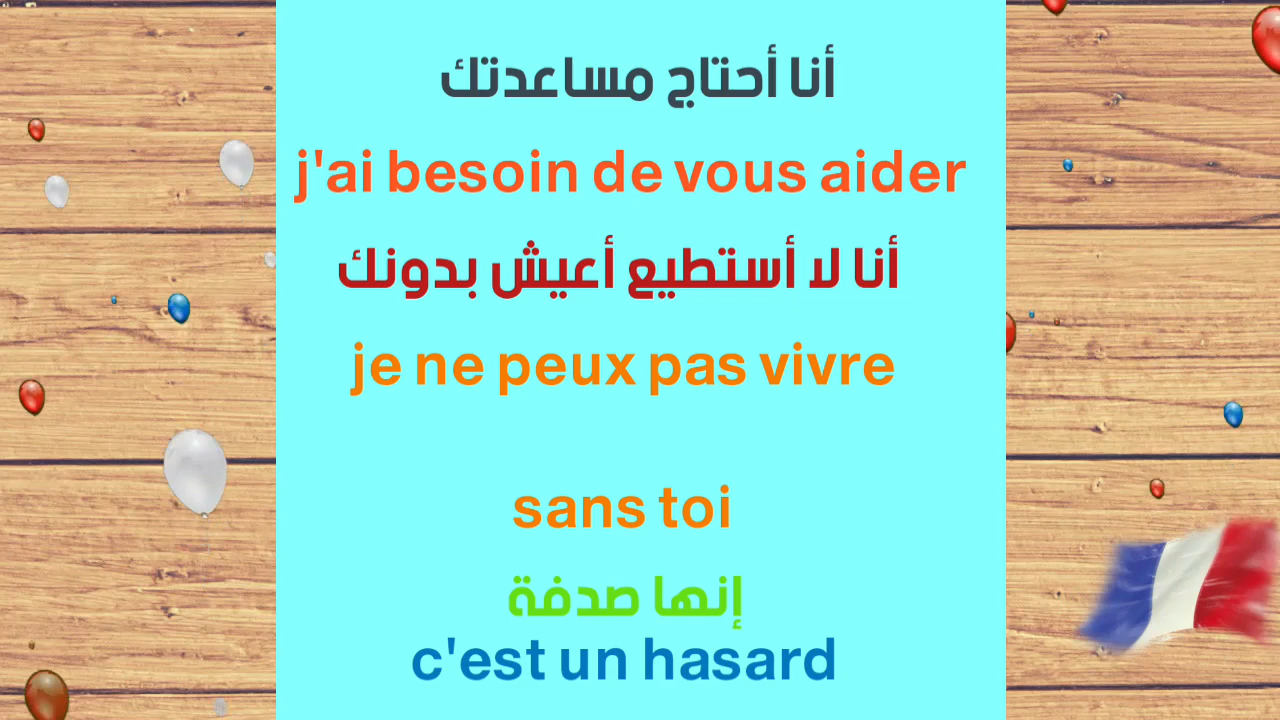 أنا أحتاج مساعدتك
j'ai besoin de vous aider
أنا لا أستطيع أعيش بدونك
je ne peux pas vivre
sans toi
إنها صدفة
c'est un hasard